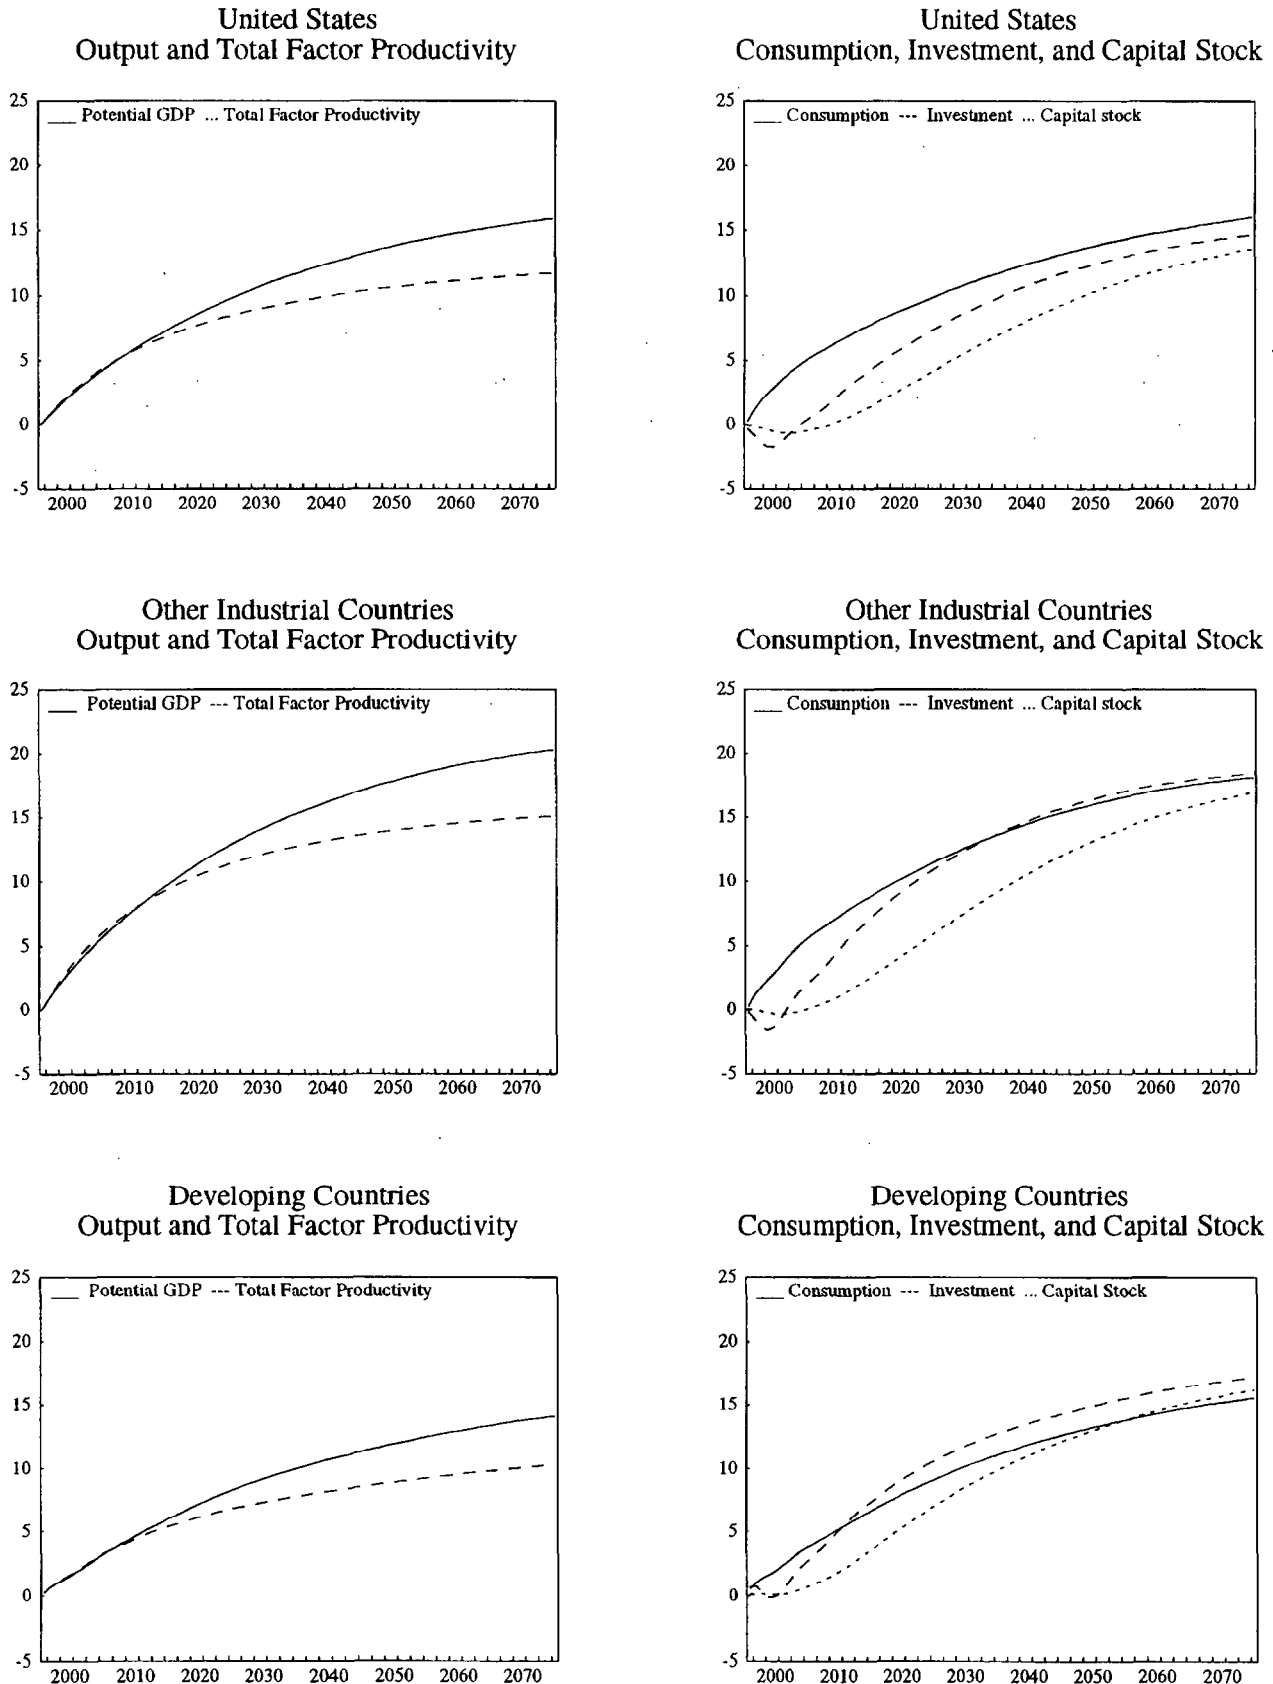 United States
Output and Total Factor Productivity
25
___ Potential GDP ... Total Factor Productivity
20
15
10
5
0
-5
2000 2010 2020 2030 2040 2050 2060 2070
United States
Consumption, Investment, and Capital Stock
25
___ Consumption --- Investment ... Capital stock
20
15
10
5
0
-5
2000 2010 2020 2030 2040 2050 2060 2070
Other Industrial Countries
Output and Total Factor Productivity
25
___ Potential GDP --- Total Factor Productivity
20
15
10
5
0
-5
2000 2010 2020 2030 2040 2050 2060 2070
Other Industrial Countries
Consumption, Investment, and Capital Stock
25
___ Consumption --- Investment ... Capital stock
20
15
10
5
0
-5
2000 2010 2020 2030 2040 2050 2060 2070
Developing Countries
Output and Total Factor Productivity
25
___ Potential GDP --- Total Factor Productivity
20
15
10
5
0
-5
2000 2010 2020 2030 2040 2050 2060 2070
Developing Countries
Consumption, Investment, and Capital Stock
25
___ Consumption --- Investment ... Capital Stock
20
15
10
5
0
-5
2000 2010 2020 2030 2040 2050 2060 2070